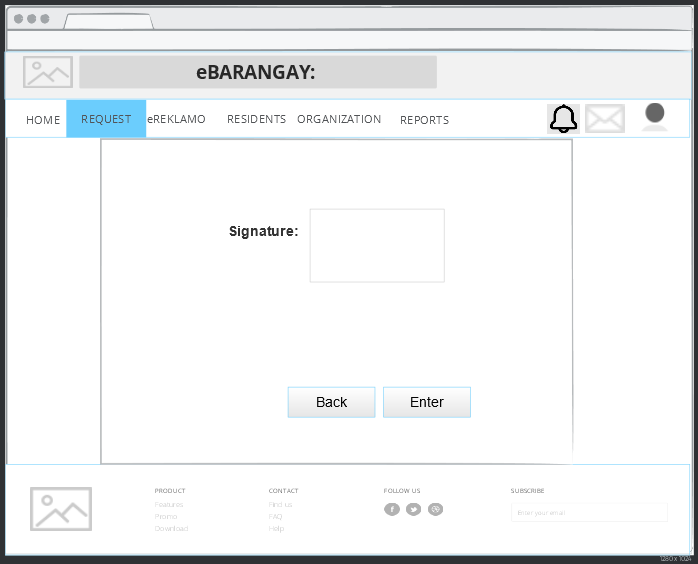 eBARANGAY:
HOME REQUEST eREKLAMO RESIDENTS ORGANIZATION REPORTS
Signature:
Back Enter
PRODUCT CONTACT FOLLOW US SUBSCRIBE
Features Find us
Promo FAQ Enter your email
Download Help
1280 x 1024